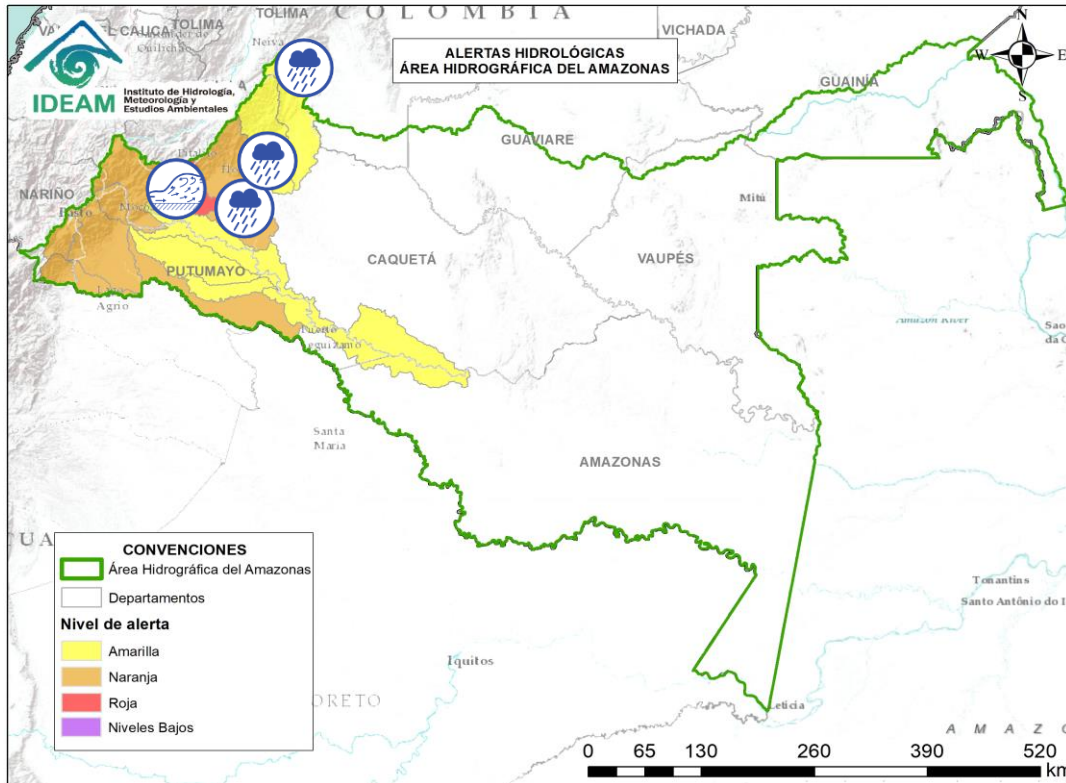 COLOMBIA
TOLIMA
TOLIMA
CAUCA
Quilichao
Neiva
VICHADA
ALERTAS HIDROLÓGICAS
ÁREA HIDROGRÁFICA DEL AMAZONAS
N
W
E
S
IDEAM
Instituto de Hidrología,
Meteorología y
Estudios Ambientales
GUAINÍA
GUAVIARE
NARIÑO
Mitú
CAQUETÁ
VAUPÉS
PUTUMAYO
Agrio
Amazon River
Santa
Maria
AMAZONAS
CONVENCIONES
Área Hidrográfica del Amazonas
Departamentos
Nivel de alerta
Amarilla
Naranja
Roja
Niveles Bajos
Tonantins
Santo Antônio do I
Iquitos
ORETO
Leticia
0 65 130 260 390 520
km